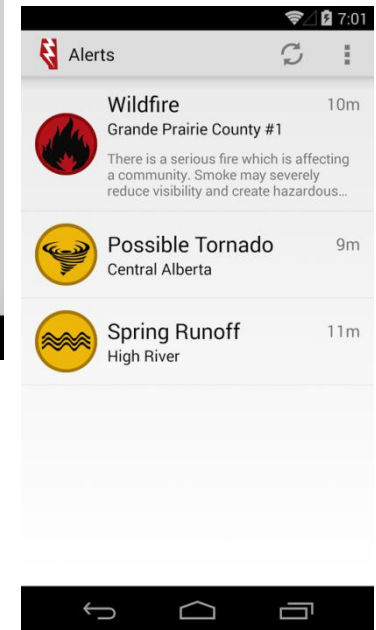 7:01
Alerts
Wildfire 10m
Grande Prairie County #1
There is a serious fire which is affecting
a community. Smoke may severely
reduce visibility and create hazardous...
Possible Tornado 9m
Central Alberta
Spring Runoff 11m
High River